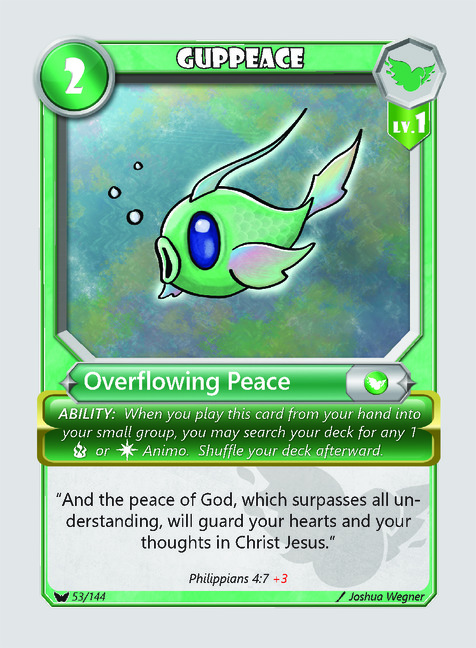 2
GUPPEACE
LV.1
Overflowing Peace
ABILITY: When you play this card from your hand into
your small group, you may search your deck for any 1
or Animo. Shuffle your deck afterward.
“And the peace of God, which surpasses all un-
derstanding, will guard your hearts and your
thoughts in Christ Jesus.”
Philippians 4:7 +3
53/144
Joshua Wegner